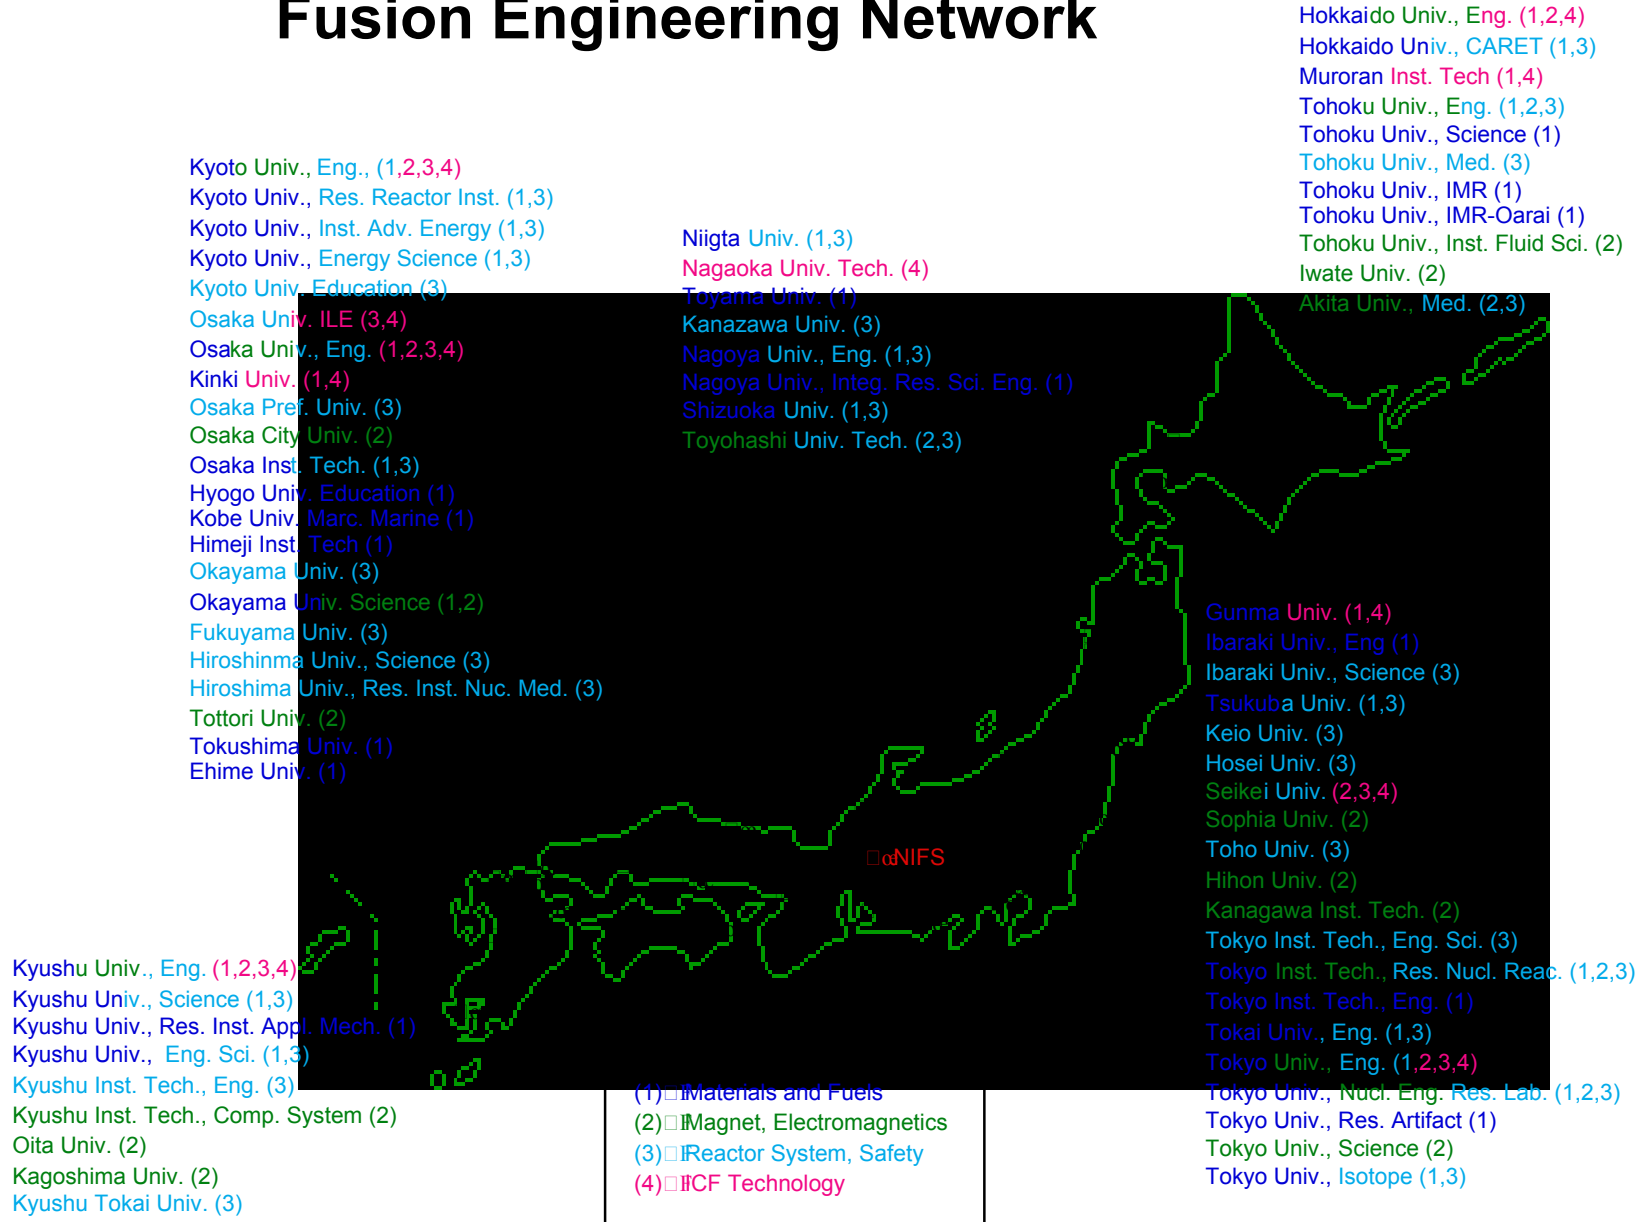 Fusion Engineering Network
Hokkaido Univ., Eng. (1,2,4)
Hokkaido Univ., CARET (1,3)
Muroran Inst. Tech (1,4)
Tohoku Univ., Eng. (1,2,3)
Tohoku Univ., Science (1)
Tohoku Univ., Med. (3)
Tohoku Univ., IMR (1)
Tohoku Univ., IMR-Oarai (1)
Tohoku Univ., Inst. Fluid Sci. (2)
Iwate Univ. (2)
Akita Univ., Med. (2,3)
Kyoto Univ., Eng., (1,2,3,4)
Kyoto Univ., Res. Reactor Inst. (1,3)
Kyoto Univ., Inst. Adv. Energy (1,3)
Kyoto Univ., Energy Science (1,3)
Kyoto Univ. Education (3)
Osaka Univ. ILE (3,4)
Osaka Univ., Eng. (1,2,3,4)
Kinki Univ. (1,4)
Osaka Pref. Univ. (3)
Osaka City Univ. (2)
Osaka Inst. Tech. (1,3)
Hyogo Univ. Education (1)
Kobe Univ. Marc. Marine (1)
Himeji Inst. Tech (1)
Okayama Univ. (3)
Okayama Univ. Science (1,2)
Fukuyama Univ. (3)
Hiroshinma Univ., Science (3)
Hiroshima Univ., Res. Inst. Nuc. Med. (3)
Tottori Univ. (2)
Tokushima Univ. (1)
Ehime Univ. (1)
Niigta Univ. (1,3)
Nagaoka Univ. Tech. (4)
Toyama Univ. (1)
Kanazawa Univ. (3)
Nagoya Univ., Eng. (1,3)
Nagoya Univ., Integ. Res. Sci. Eng. (1)
Shizuoka Univ. (1,3)
Toyohashi Univ. Tech. (2,3)
Gunma Univ. (1,4)
Ibaraki Univ., Eng (1)
Ibaraki Univ., Science (3)
Tsukuba Univ. (1,3)
Keio Univ. (3)
Hosei Univ. (3)
Seikei Univ. (2,3,4)
Sophia Univ. (2)
Toho Univ. (3)
Hihon Univ. (2)
Kanagawa Inst. Tech. (2)
Tokyo Inst. Tech., Eng. Sci. (3)
Tokyo Inst. Tech., Res. Nucl. Reac. (1,2,3)
Tokyo Inst. Tech., Eng. (1)
Tokai Univ., Eng. (1,3)
Tokyo Univ., Eng. (1,2,3,4)
Tokyo Univ., Nucl. Eng. Res. Lab. (1,2,3)
Tokyo Univ., Res. Artifact (1)
Tokyo Univ., Science (2)
Tokyo Univ., Isotope (1,3)
NIFS
Kyushu Univ., Eng. (1,2,3,4)
Kyushu Univ., Science (1,3)
Kyushu Univ., Res. Inst. Appl. Mech. (1)
Kyushu Univ., Eng. Sci. (1,3)
Kyushu Inst. Tech., Eng. (3)
Kyushu Inst. Tech., Comp. System (2)
Oita Univ. (2)
Kagoshima Univ. (2)
Kyushu Tokai Univ. (3)
(1) Materials and Fuels
(2) Magnet, Electromagnetics
(3) Reactor System, Safety
(4) ICF Technology